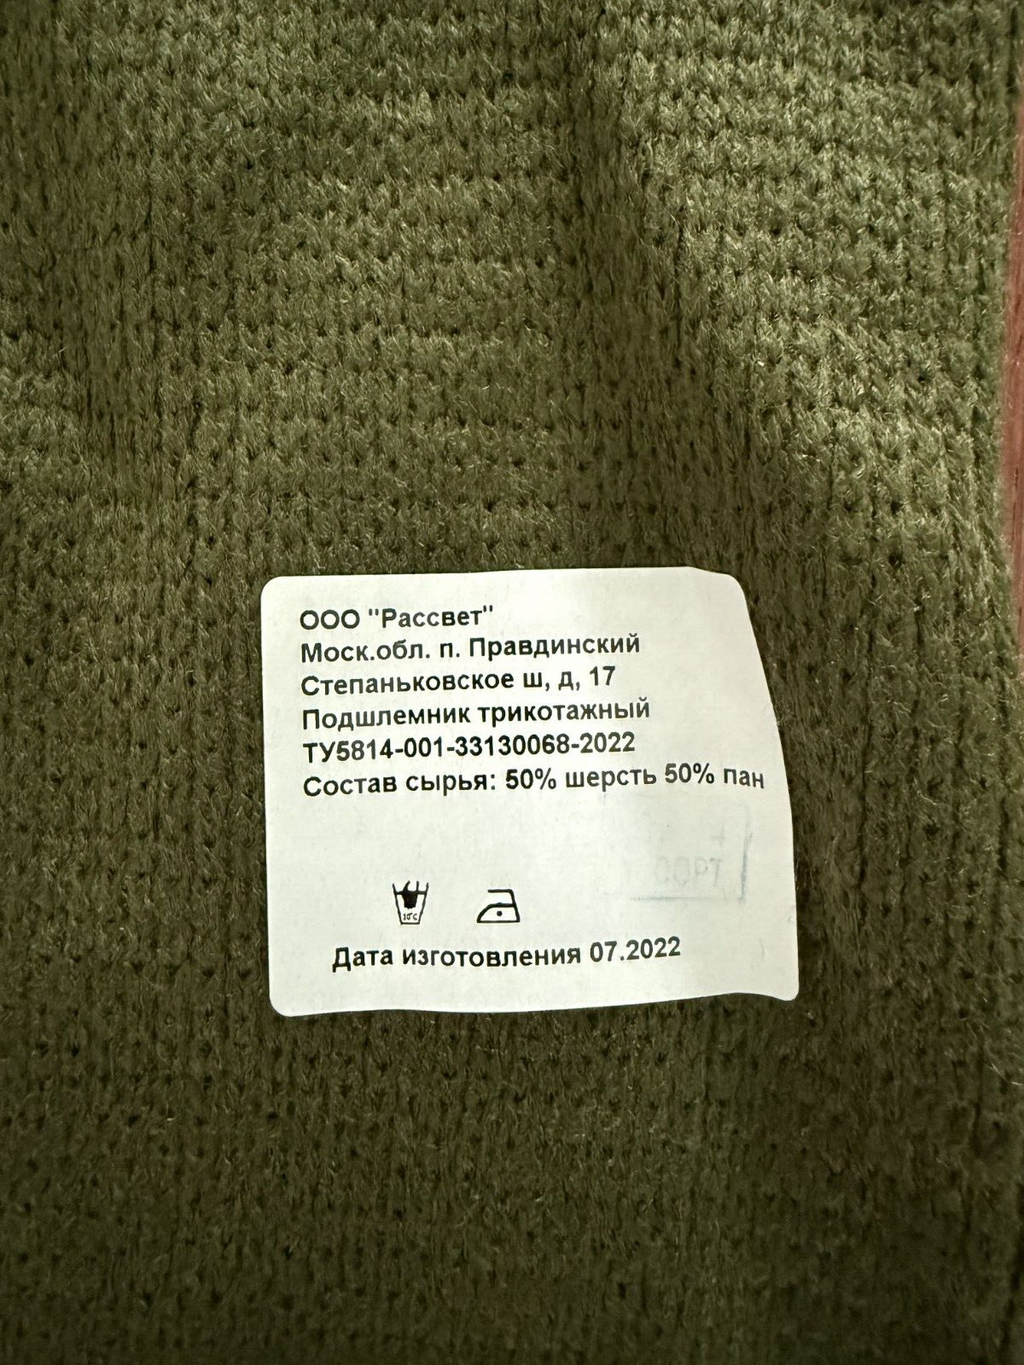 ООО "Рассвет"
Моск.обл. п. Правдинский
Степаньковское ш, д, 17
Подшлемник трикотажный
ТУ5814-001-33130068-2022
Состав сырья: 50% шерсть 50% пан
30°C
Дата изготовления 07.2022